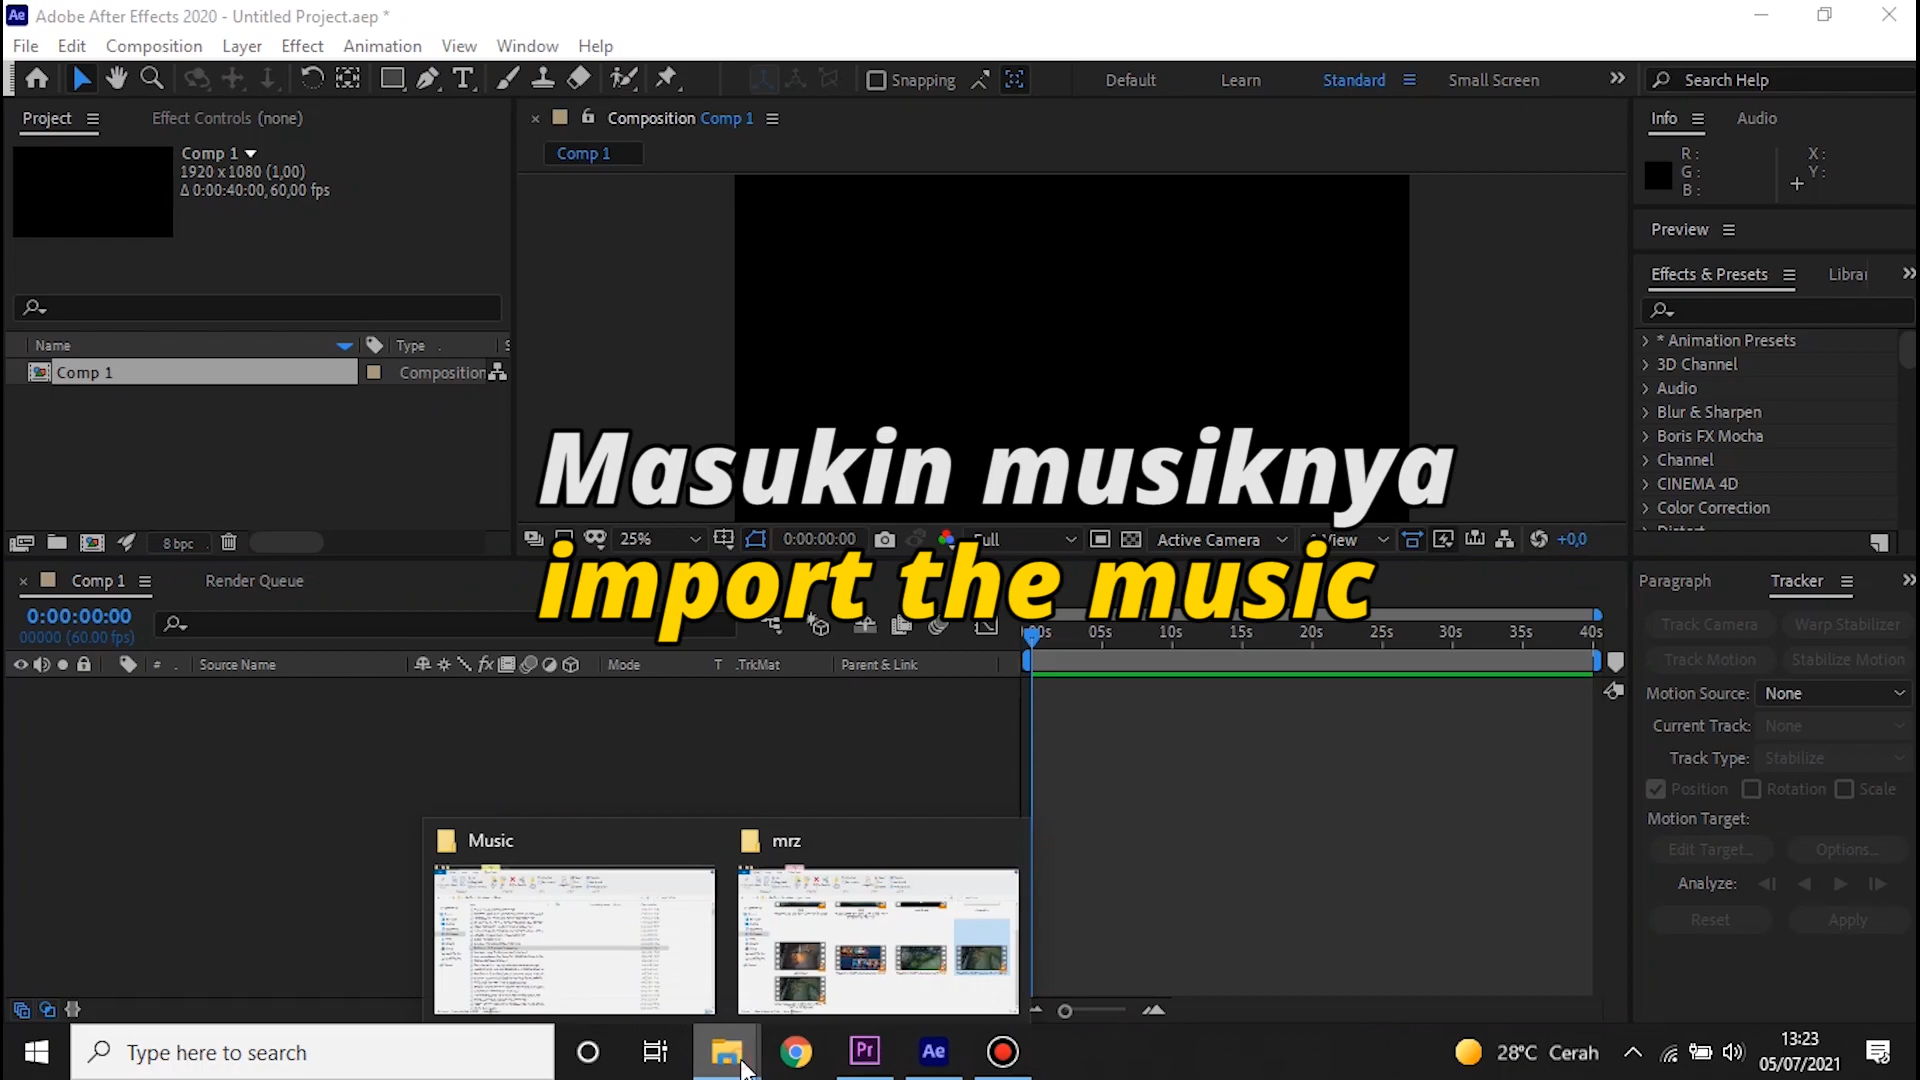 Adobe After Effects 2020 - Untitled Project.aep *
File Edit Composition Layer Effect Animation View Window Help
Snapping
Default Learn Standard Small Screen
Search Help
Project
Effect Controls (none)
Comp 1
1920 x 1080 (1,00)
Δ 0:00:40:00, 60,00 fps
Name Type
Comp 1 Composition
8 bpc
Composition Comp 1
Comp 1
Masukin musiknya
import the music
25% 0:00:00:00 Full Active Camera View +0,0
Info Audio
R: X:
G: Y:
B:
Preview
Effects & Presets
* Animation Presets
3D Channel
Audio
Blur & Sharpen
Boris FX Mocha
Channel
CINEMA 4D
Color Correction
Comp 1
Render Queue
0:00:00:00
00000 (60.00 fps)
# Source Name Mode T .TrkMat Parent & Link
05s 10s 15s 20s 25s 30s 35s 40s
Paragraph Tracker
Track Camera Warp Stabilizer
Track Motion Stabilize Motion
Motion Source: None
Current Track: None
Track Type: Stabilize
Position Rotation Scale
Motion Target:
Edit Target... Options...
Analyze:
Reset Apply
Music
mrz
Type here to search
Pr
Ae
28°C Cerah
13:23
05/07/2021